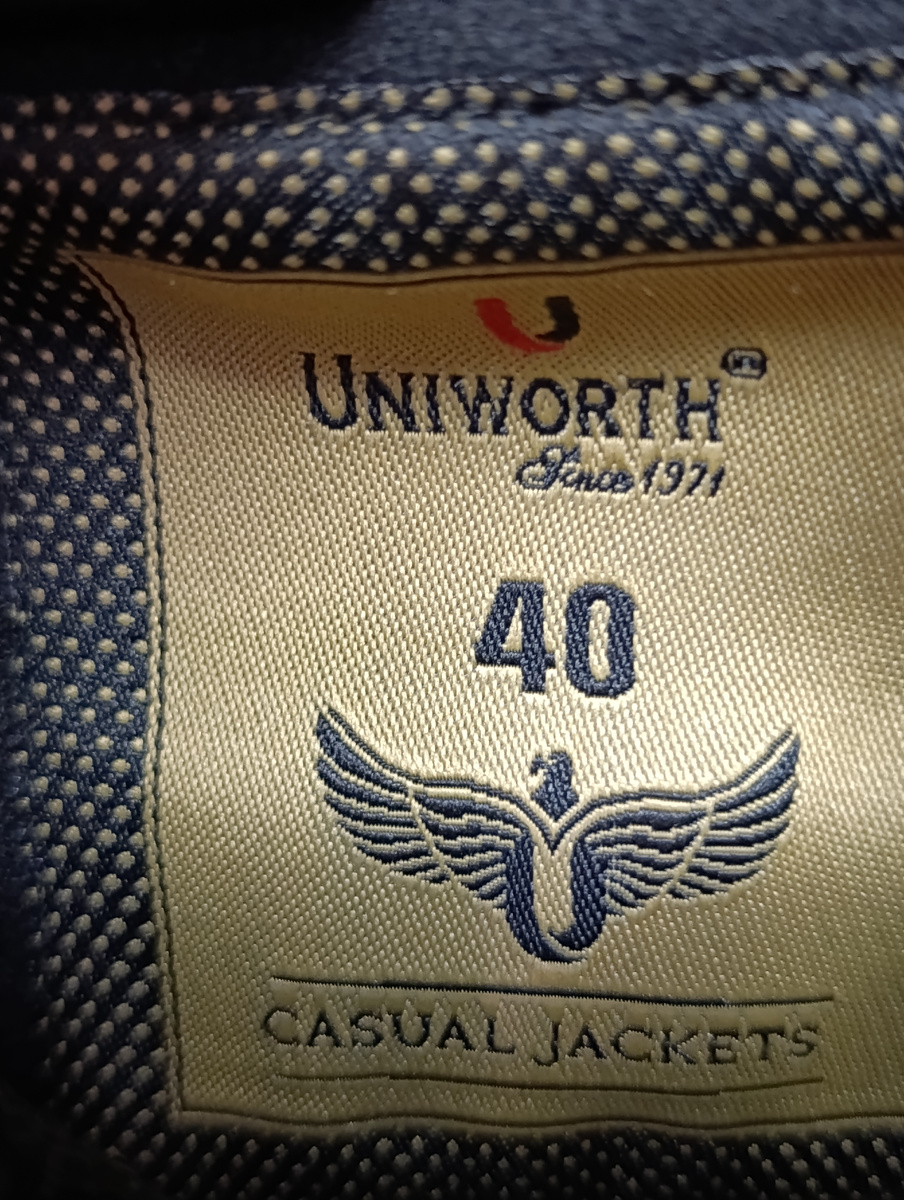 UNIWORTH®
Since 1971
40
CASUAL JACKETS